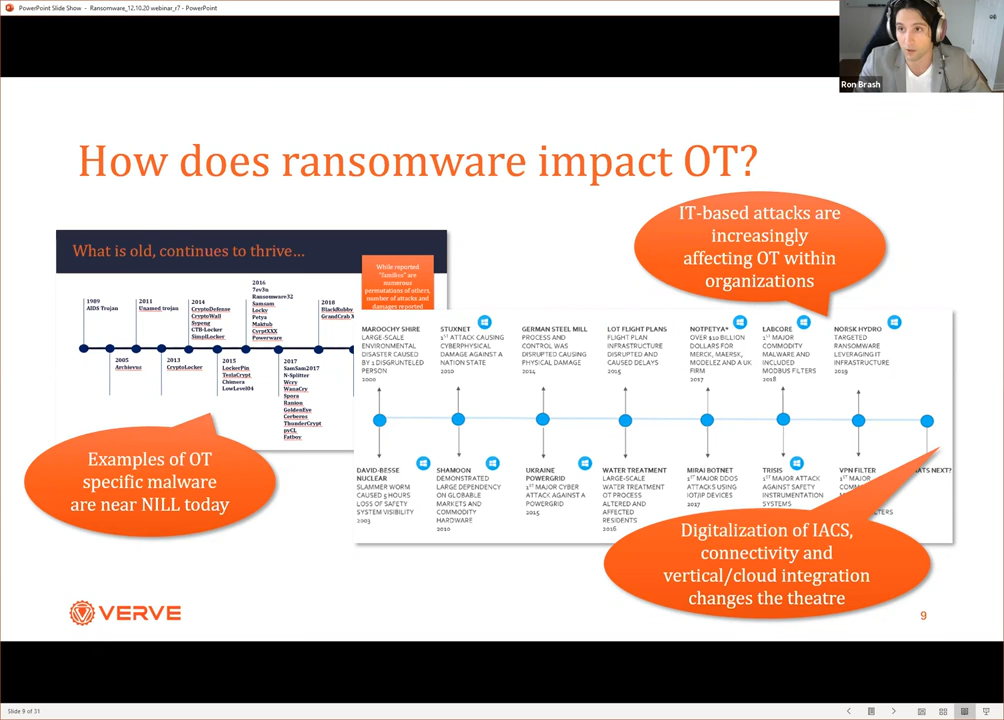 PowerPoint Slide Show - Ransomware_12.10.20 webinar_r7 - PowerPoint
Ron Brash
How does ransomware impact OT?
IT-based attacks are
increasingly
affecting OT within
organizations
What is old, continues to thrive…
While reported
"families" are
numerous
permutations of others,
number of attacks and
damages reported
1989
AIDS Trojan
2011
Unamed trojan
2014
CryptoDefense
CryptoWall
Sypeng
CTB-Locker
SimplLocker
2016
7ev3n
Ransomware32
Samsam
Locky
Petya
Maktub
CyrptXXX
Powerware
2018
BlackRubby
GrandCrab
2005
Archievus
2013
CryptoLocker
2015
LockerPin
TeslaCrypt
Chimera
LowLevel04
2017
SamSam2017
N-Splitter
Wcry
WanaCry
Spora
Ranion
GoldenEye
Cerberos
ThunderCrypt
pyCL
Fatboy
MAROOCHY SHIRE
LARGE-SCALE
ENVIRONMENTAL
DISASTER CAUSED
BY 1 DISGRUNTELED
PERSON
2000
STUXNET
1ST ATTACK CAUSING
CYBERPHYSICAL
DAMAGE AGAINST A
NATION STATE
2010
GERMAN STEEL MILL
PROCESS AND
CONTROL WAS
DISRUPTED CAUSING
PHYSICAL DAMAGE
2014
LOT FLIGHT PLANS
FLIGHT PLAN
INFRASTRUCTURE
DISRUPTED AND
CAUSED DELAYS
2015
NOTPETYA*
OVER $10 BILLION
DOLLARS FOR
MERCK, MAERSK,
MONDELEZ AND A UK
FIRM
2017
LABCORE
1ST MAJOR
COMMODITY
MALWARE AND
INCLUDED
MODBUS FILTERS
2018
NORSK HYDRO
TARGETED
RANSOMWARE
LEVERAGING IT
INFRASTRUCTURE
2019
DAVID-BESSE
NUCLEAR
SLAMMER WORM
CAUSED 5 HOURS
LOSS OF SAFETY
SYSTEM VISIBILITY
2003
SHAMOON
DEMONSTRATED
LARGE DEPENDENCY
ON GLOBABLE
MARKETS AND
COMMODITY
HARDWARE
2010
UKRAINE
POWERGRID
1ST MAJOR CYBER
ATTACK AGAINST A
POWERGRID
2015
WATER TREATMENT
LARGE-SCALE
WATER TREATMENT
OT PROCESS
ALTERED AND
AFFECTED
RESIDENTS
2016
MIRAI BOTNET
1ST MAJOR DDOS
ATTACKS USING
IOT/IP DEVICES
2017
TRISIS
1ST MAJOR ATTACK
AGAINST SAFETY
INSTRUMENTATION
SYSTEMS
VPN FILTER
1ST MAJOR
NEXT?
Examples of OT
specific malware
are near NILL today
Digitalization of IACS,
connectivity and
vertical/cloud integration
changes the theatre
VERVE
9
Slide 9 of 31